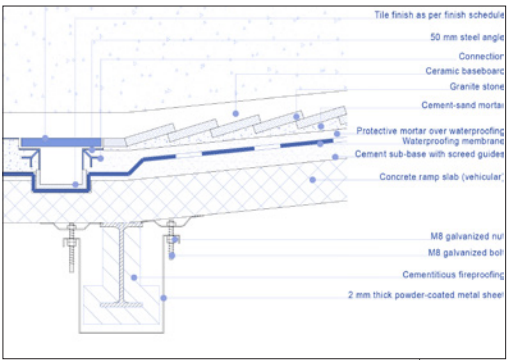 Tile finish as per finish schedule
50 mm steel angle
Connection
Ceramic baseboard
Granite stone
Cement-sand mortar
Protective mortar over waterproofing
Waterproofing membrane
Cement sub-base with screed guides
Concrete ramp slab (vehicular)
M8 galvanized nut
M8 galvanized bolt
Cementitious fireproofing
2 mm thick powder-coated metal sheet